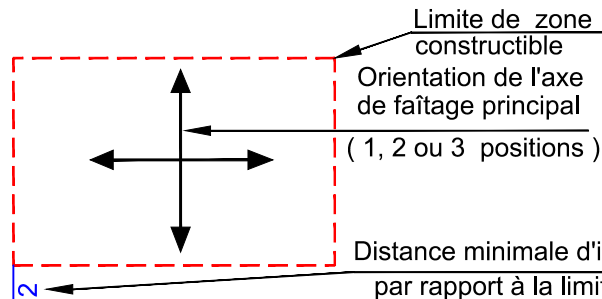 Limite de zone
constructible
Orientation de l'axe
de faîtage principal
( 1, 2 ou 3 positions )
Distance minimale
par rapport à la
2